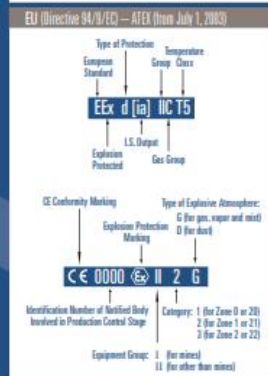 EU (Directive 94/9/EC) – ATEX (from July 1, 2003)
Type of Protection
European Standard
Temperature
Group Class
EEx d [ia] IIC T5
I.S. Output
Explosion Protected
Gas Group
CE Conformity Marking
Type of Explosive Atmosphere:
G (for gas, vapor and mist)
D (for dust)
Explosion Protection
Marking
CE 0000 Ex II 2 G
Identification Number of Notified Body
Involved in Production Control Stage
Category: 1 (for Zone 0 or 20)
2 (for Zone 1 or 21)
3 (for Zone 2 or 22)
Equipment Group: I (for mines)
II (for other than mines)